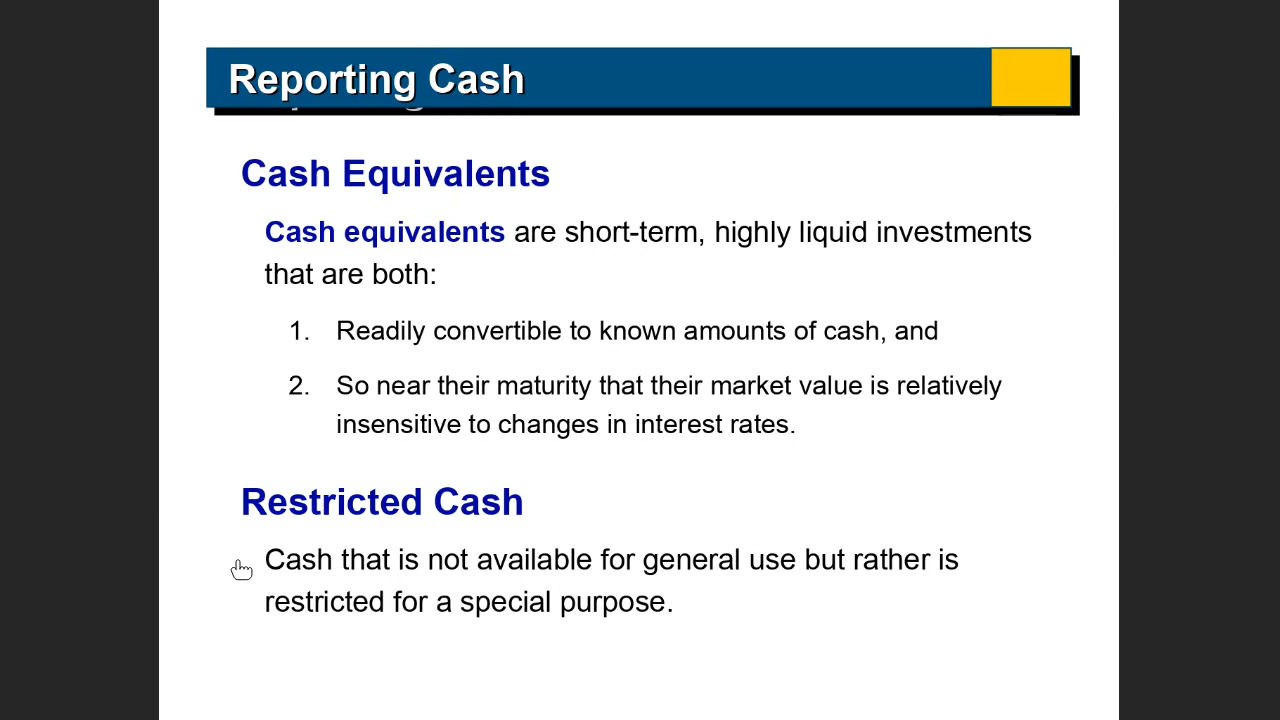 Reporting Cash
Cash Equivalents
Cash equivalents are short-term, highly liquid investments
that are both:
1. Readily convertible to known amounts of cash, and
2. So near their maturity that their market value is relatively
insensitive to changes in interest rates.
Restricted Cash
Cash that is not available for general use but rather is
restricted for a special purpose.